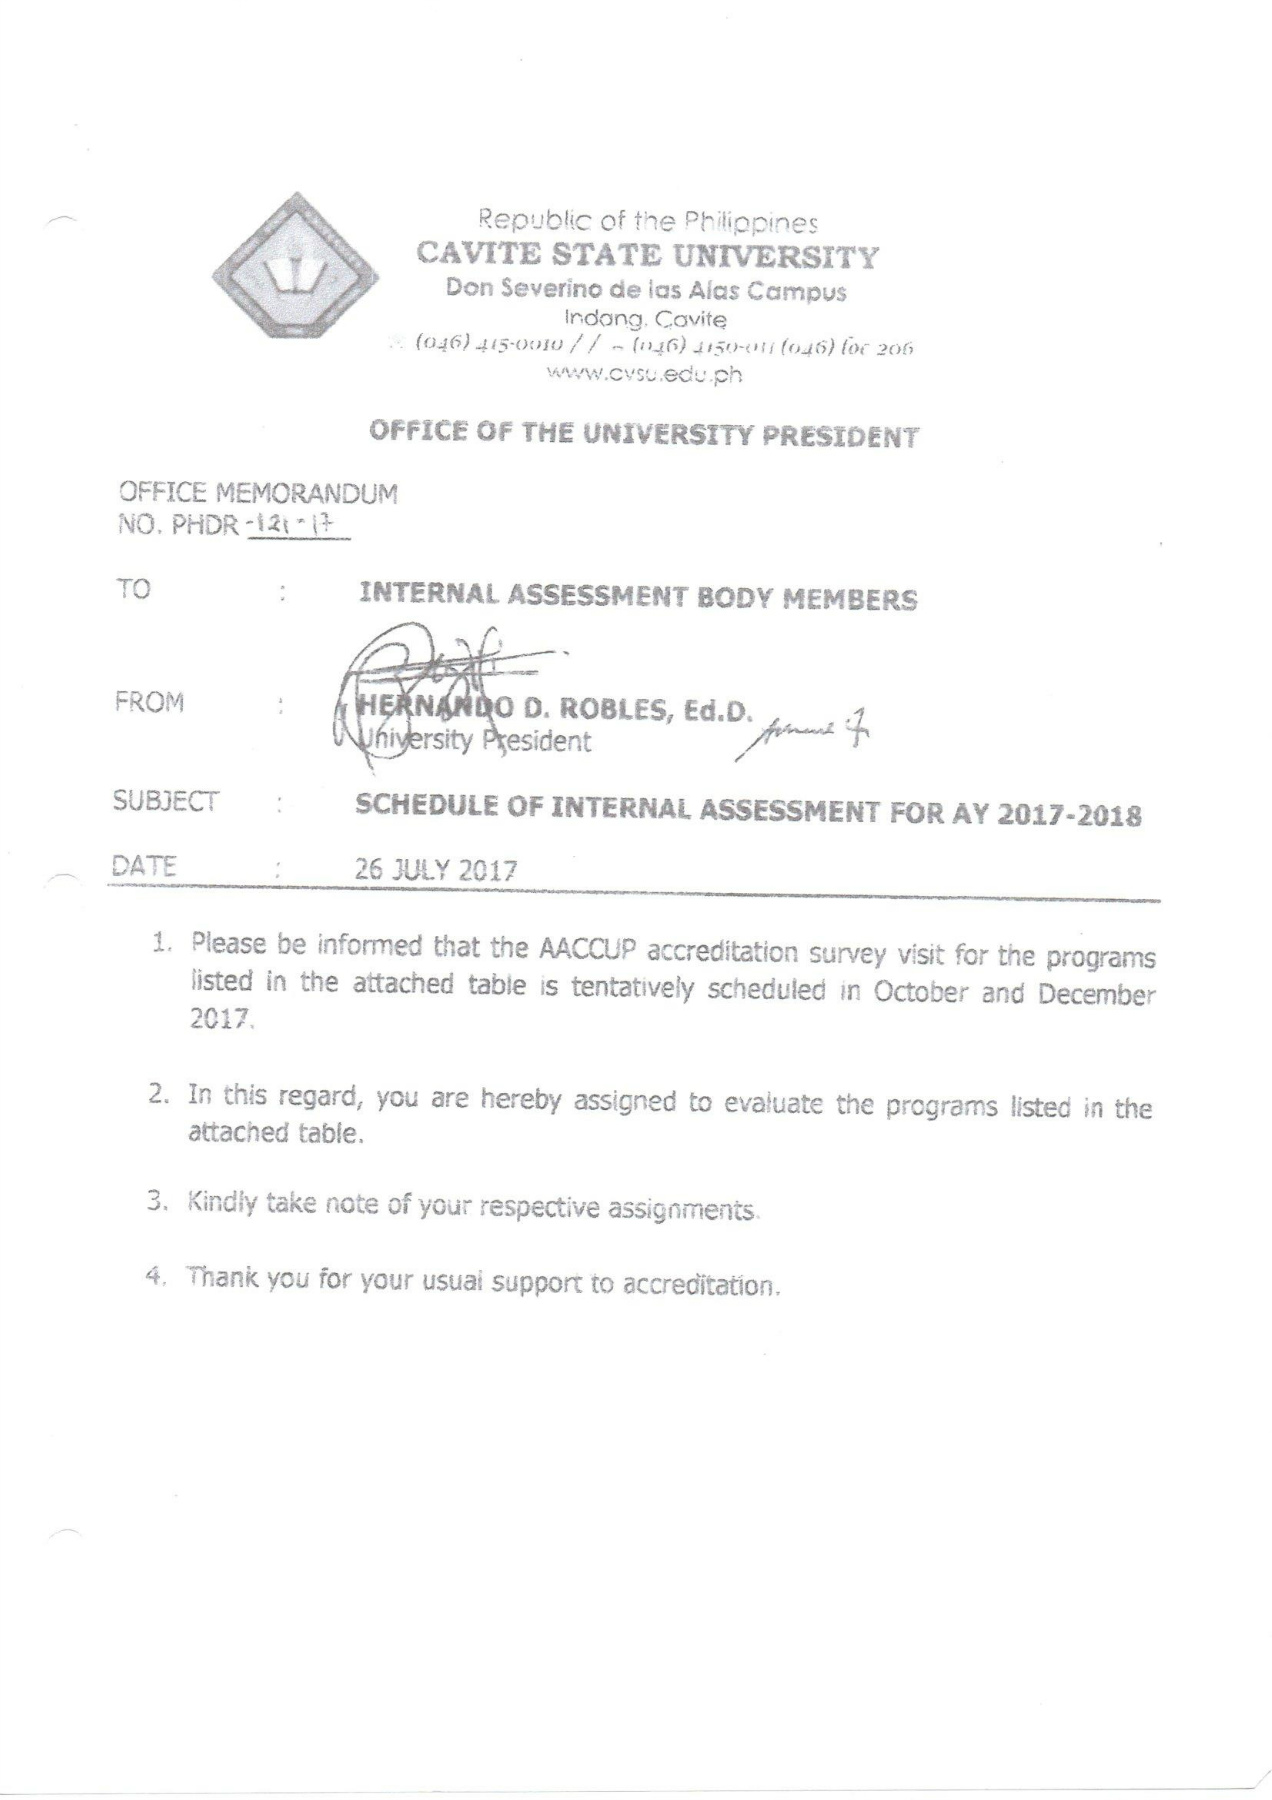 Republic of the Philippines
CAVITE STATE UNIVERSITY
Don Severino de las Alas Campus
Indang, Cavite
(046) 415-0010 / / (046) 4150-011 (046) loc 206
www.cvsu.edu.ph
OFFICE OF THE UNIVERSITY PRESIDENT
OFFICE MEMORANDUM
NO. PHDR -121-17
TO : INTERNAL ASSESSMENT BODY MEMBERS
FROM : HERNANDO D. ROBLES, Ed.D.
University President
SUBJECT : SCHEDULE OF INTERNAL ASSESSMENT FOR AY 2017-2018
DATE : 26 JULY 2017
1. Please be informed that the AACCUP accreditation survey visit for the programs
listed in the attached table is tentatively scheduled in October and December
2017.
2. In this regard, you are hereby assigned to evaluate the programs listed in the
attached table.
3. Kindly take note of your respective assignments.
4. Thank you for your usual support to accreditation.